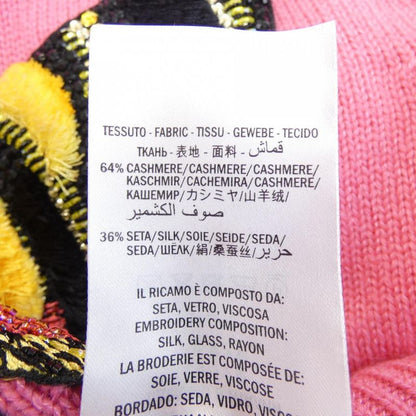 TESSUTO - FABRIC - TISSU - GEWEBE - TECIDO
ТКАНЬ - 表地 - 面料 - قماش
64% CASHMERE/CASHMERE/CASHMERE/
KASCHMIR/CACHEMIRA/CASHMERE/
КАШЕМИР/カシミヤ/山羊绒/
صوف الكشمير
36% SETA/SILK/SOIE/SEIDE/SEDA/
SEDA/ШЁЛК/絹/桑蚕丝/حرير
IL RICAMO È COMPOSTO DA:
SETA, VETRO, VISCOSA
EMBROIDERY COMPOSITION:
SILK, GLASS, RAYON
LA BRODERIE EST COMPOSÉE DE:
SOIE, VERRE, VISCOSE
BORDADO: SEDA, VIDRO, VISCOSE